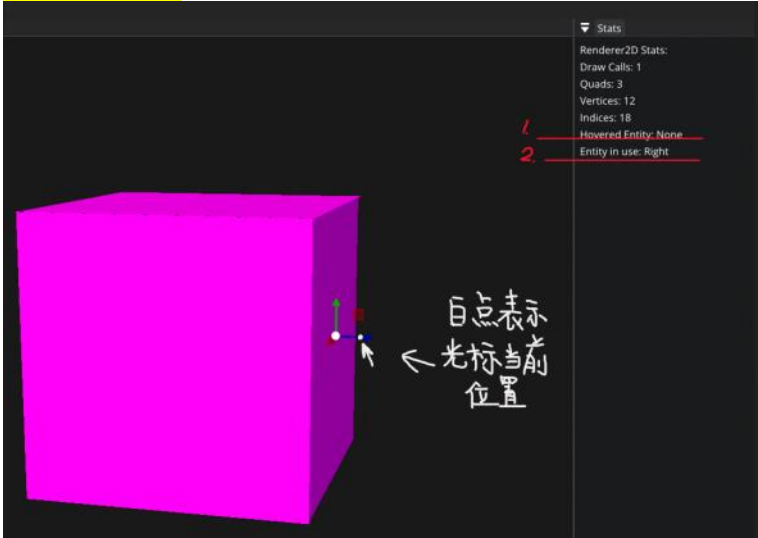 Stats
Renderer2D Stats:
Draw Calls: 1
Quads: 3
Vertices: 12
Indices: 18
1. Hovered Entity: None
2. Entity in use: Right
白点表示
光标当前
位置